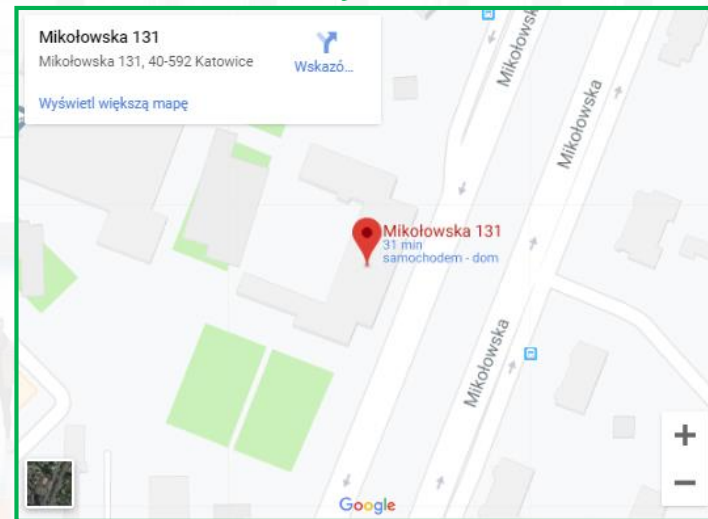 Mikołowska 131
Mikołowska 131, 40-592 Katowice
Wskazó...
Wyświetl większą mapę
Mikołowska
Mikołowska
Mikołowska 131
31 min
samochodem - dom
Mikołowska
+
−
Google